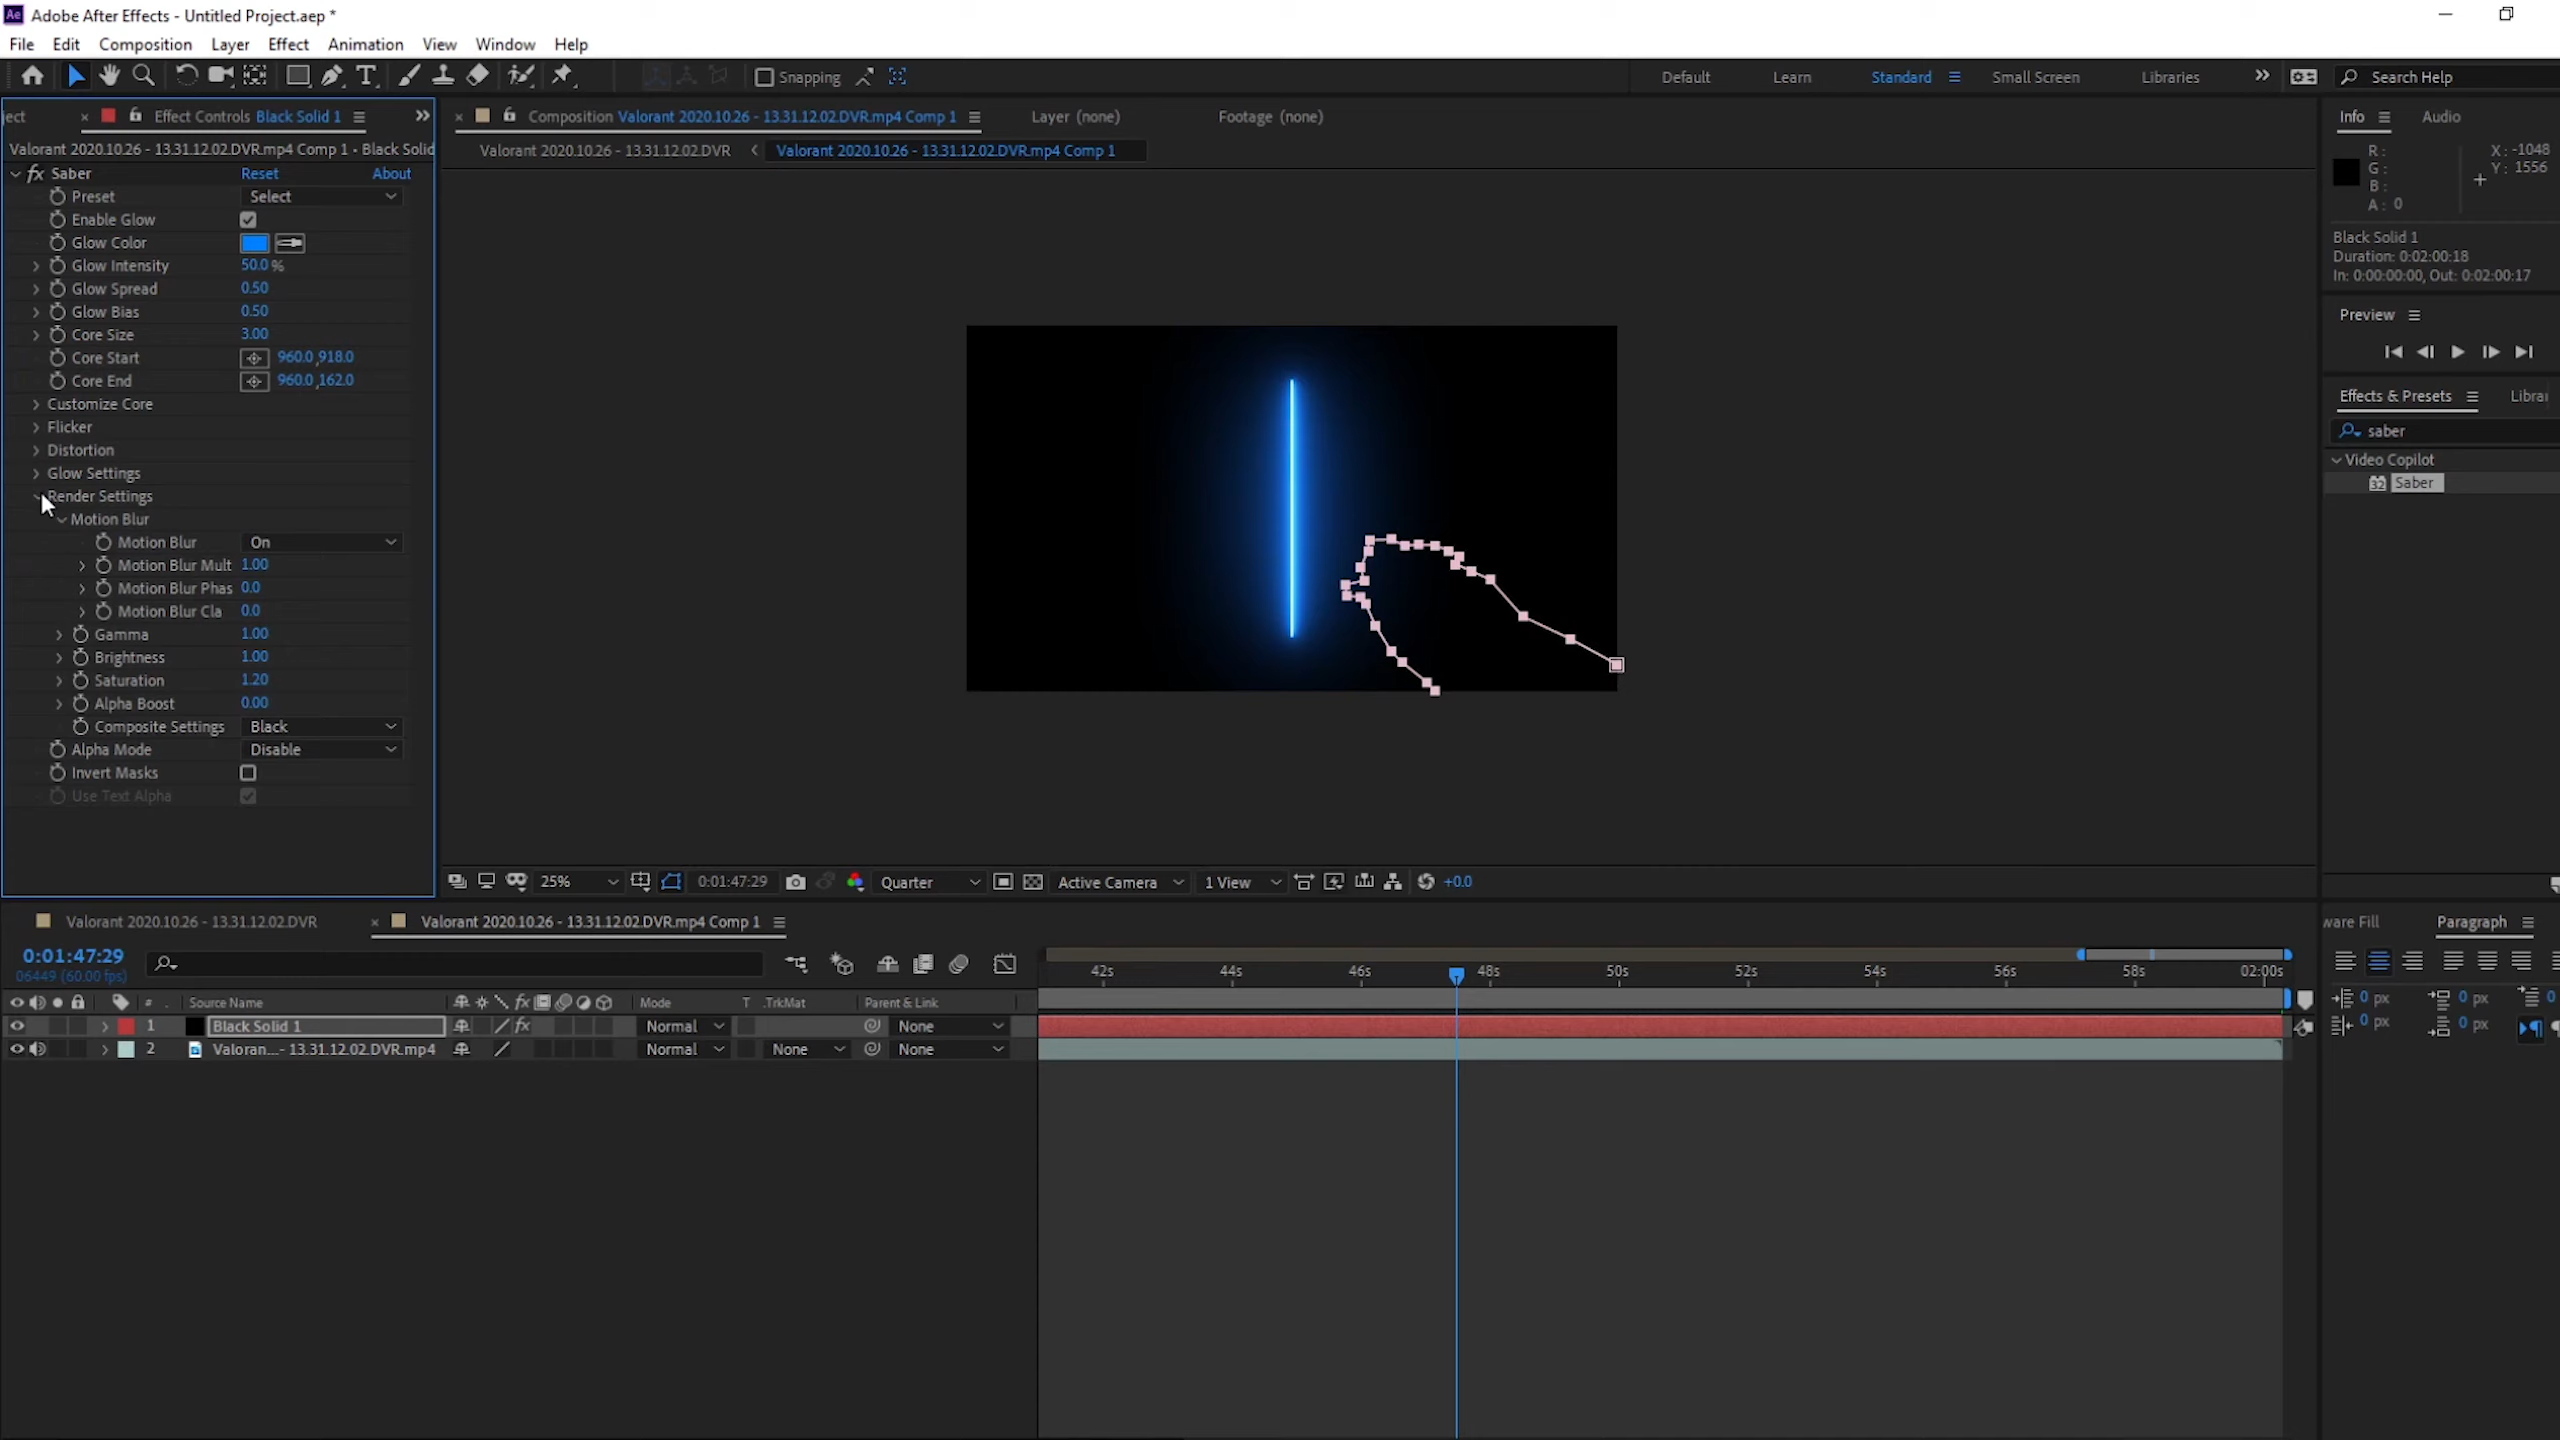 Ae Adobe After Effects - Untitled Project.aep *
File Edit Composition Layer Effect Animation View Window Help
Snapping Default Learn Standard Small Screen Libraries Search Help
ject Effect Controls Black Solid 1
Valorant 2020.10.26 - 13.31.12.02.DVR.mp4 Comp 1 • Black Solid
fx Saber Reset About
Preset Select
Enable Glow
Glow Color
Glow Intensity 50.0 %
Glow Spread 0.50
Glow Bias 0.50
Core Size 3.00
Core Start 960.0,918.0
Core End 960.0,162.0
Customize Core
Flicker
Distortion
Glow Settings
Render Settings
Motion Blur
Motion Blur On
Motion Blur Mult 1.00
Motion Blur Phas 0.0
Motion Blur Cla 0.0
Gamma 1.00
Brightness 1.00
Saturation 1.20
Alpha Boost 0.00
Composite Settings Black
Alpha Mode Disable
Invert Masks
Use Text Alpha
Composition Valorant 2020.10.26 - 13.31.12.02.DVR.mp4 Comp 1 Layer (none) Footage (none)
Valorant 2020.10.26 - 13.31.12.02.DVR Valorant 2020.10.26 - 13.31.12.02.DVR.mp4 Comp 1
25% 0:01:47:29 Quarter Active Camera 1 View +0.0
Info Audio
R: X: -1048
G: Y: 1556
B:
A: 0
Black Solid 1
Duration: 0:02:00:18
In: 0:00:00:00, Out: 0:02:00:17
Preview
Effects & Presets Librar
saber
Video Copilot
32 Saber
Valorant 2020.10.26 - 13.31.12.02.DVR Valorant 2020.10.26 - 13.31.12.02.DVR.mp4 Comp 1
0:01:47:29
06449 (60.00 fps)
42s 44s 46s 48s 50s 52s 54s 56s 58s 02:00s
# Source Name fx Mode T .TrkMat Parent & Link
1 Black Solid 1 fx Normal None
2 Valoran...- 13.31.12.02.DVR.mp4 Normal None None
ware Fill Paragraph
0 px 0 px 0
0 px 0 px